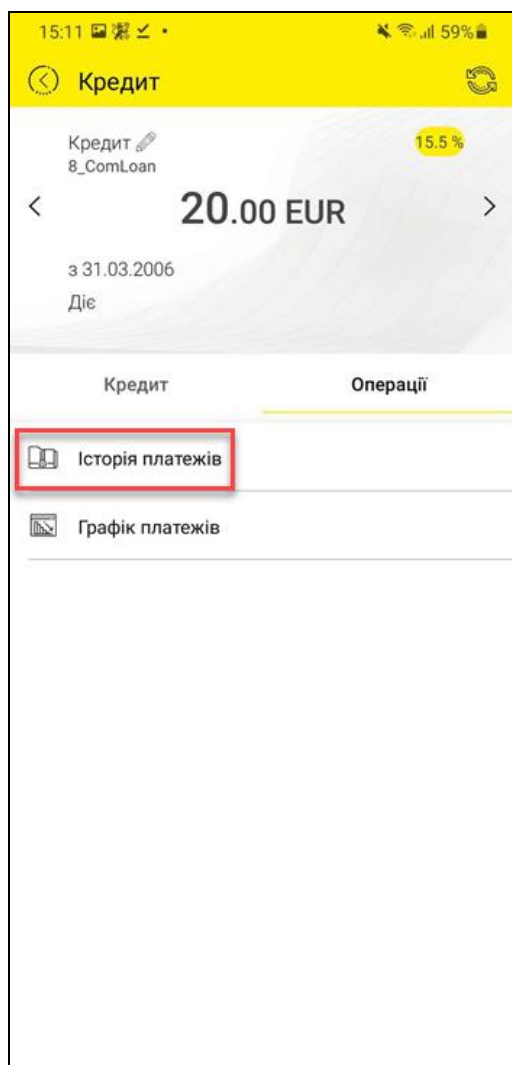 15:11 59%
Кредит
Кредит 15.5 %
8_ComLoan
20.00 EUR
з 31.03.2006
Діє
Кредит Операції
Історія платежів
Графік платежів